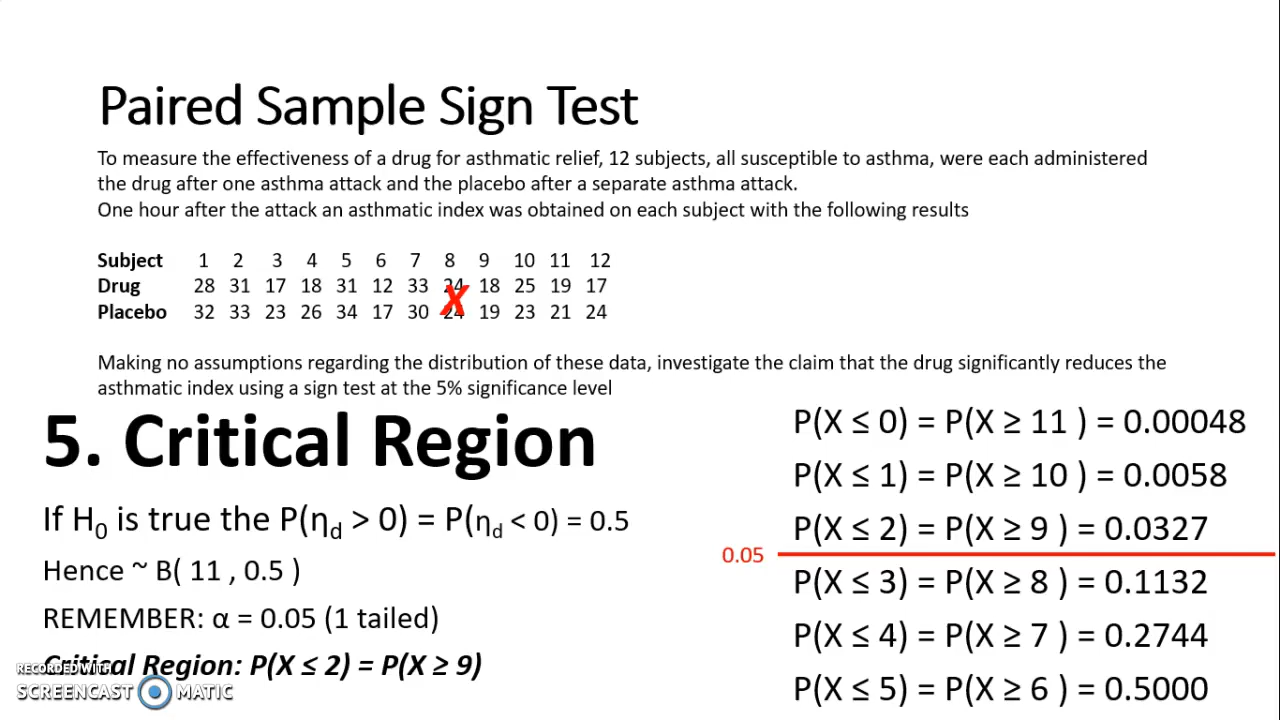 Paired Sample Sign Test
To measure the effectiveness of a drug for asthmatic relief, 12 subjects, all susceptible to asthma, were each administered
the drug after one asthma attack and the placebo after a separate asthma attack.
One hour after the attack an asthmatic index was obtained on each subject with the following results
Subject 1 2 3 4 5 6 7 8 9 10 11 12
Drug 28 31 17 18 31 12 33 24 18 25 19 17
Placebo 32 33 23 26 34 17 30 24 19 23 21 24
X
Making no assumptions regarding the distribution of these data, investigate the claim that the drug significantly reduces the
asthmatic index using a sign test at the 5% significance level
5. Critical Region
If H₀ is true the P(η_d > 0) = P(η_d < 0) = 0.5
Hence ~ B( 11 , 0.5 )
REMEMBER: α = 0.05 (1 tailed)
Critical Region: P(X ≤ 2) = P(X ≥ 9)
P(X ≤ 0) = P(X ≥ 11 ) = 0.00048
P(X ≤ 1) = P(X ≥ 10 ) = 0.0058
P(X ≤ 2) = P(X ≥ 9 ) = 0.0327
0.05
P(X ≤ 3) = P(X ≥ 8 ) = 0.1132
P(X ≤ 4) = P(X ≥ 7 ) = 0.2744
P(X ≤ 5) = P(X ≥ 6 ) = 0.5000
RECORDED WITH
SCREENCAST MATIC